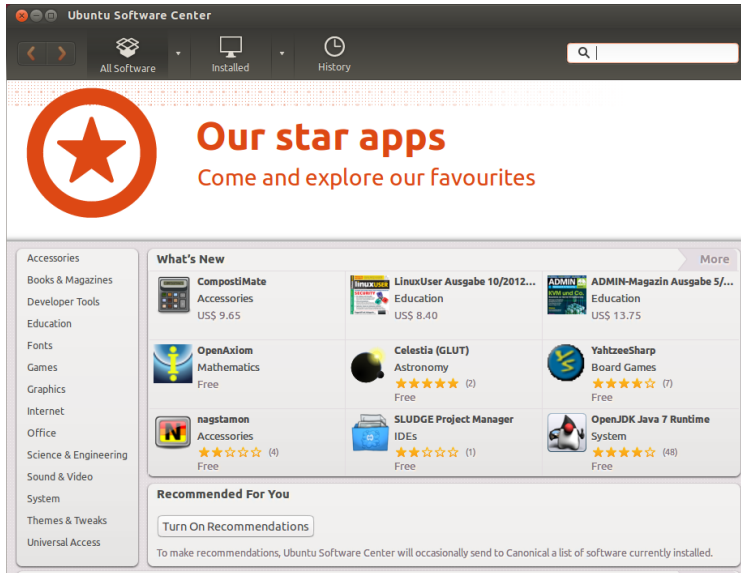 Ubuntu Software Center
All Software
Installed
History
Our star apps
Come and explore our favourites
Accessories
Books & Magazines
Developer Tools
Education
Fonts
Games
Graphics
Internet
Office
Science & Engineering
Sound & Video
System
Themes & Tweaks
Universal Access
What's New
More
CompostiMate
Accessories
US$ 9.65
LinuxUser Ausgabe 10/2012...
Education
US$ 8.40
ADMIN-Magazin Ausgabe 5/...
Education
US$ 13.75
OpenAxiom
Mathematics
Free
Celestia (GLUT)
Astronomy
(2)
Free
YahtzeeSharp
Board Games
(7)
Free
nagstamon
Accessories
(4)
Free
SLUDGE Project Manager
IDEs
(1)
Free
OpenJDK Java 7 Runtime
System
(48)
Free
Recommended For You
Turn On Recommendations
To make recommendations, Ubuntu Software Center will occasionally send to Canonical a list of software currently installed.